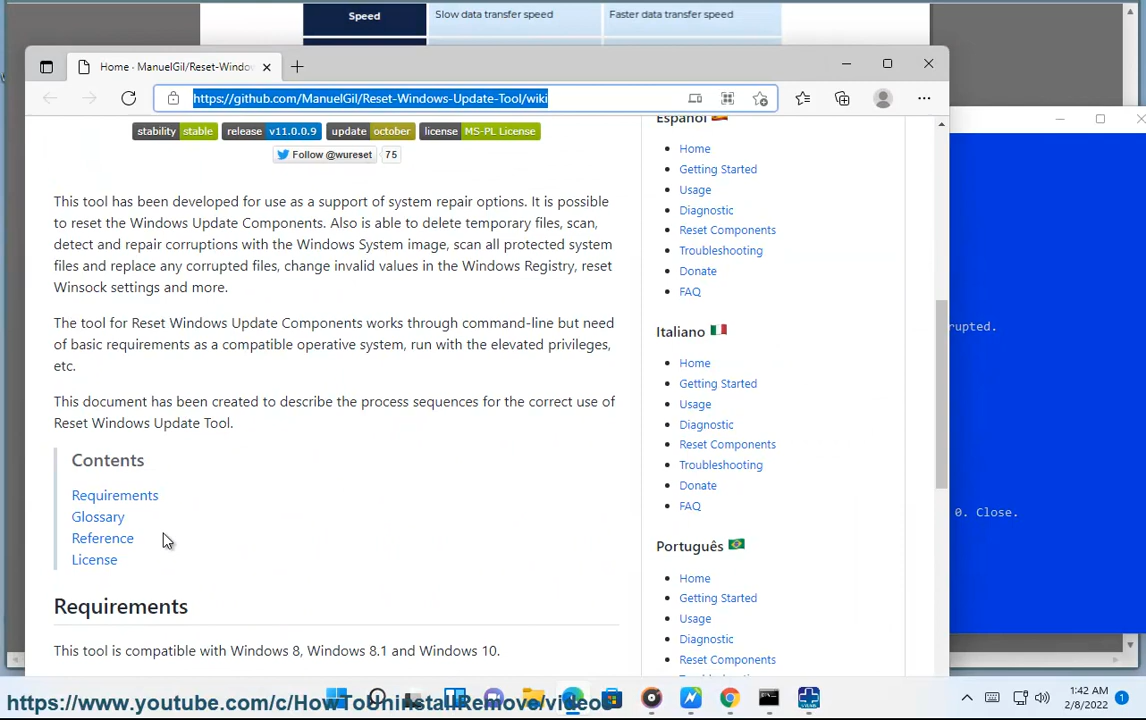 Speed
Slow data transfer speed
Faster data transfer speed
Home - ManuelGil/Reset-Windo
https://github.com/ManuelGil/Reset-Windows-Update-Tool/wiki
stability stable release v11.0.0.9 update october license MS-PL License
Follow @wureset 75
This tool has been developed for use as a support of system repair options. It is possible
to reset the Windows Update Components. Also is able to delete temporary files, scan,
detect and repair corruptions with the Windows System image, scan all protected system
files and replace any corrupted files, change invalid values in the Windows Registry, reset
Winsock settings and more.
The tool for Reset Windows Update Components works through command-line but need
of basic requirements as a compatible operative system, run with the elevated privileges,
etc.
This document has been created to describe the process sequences for the correct use of
Reset Windows Update Tool.
Contents
Requirements
Glossary
Reference
License
Requirements
This tool is compatible with Windows 8, Windows 8.1 and Windows 10.
Español
Home
Getting Started
Usage
Diagnostic
Reset Components
Troubleshooting
Donate
FAQ
Italiano
Home
Getting Started
Usage
Diagnostic
Reset Components
Troubleshooting
Donate
FAQ
Português
Home
Getting Started
Usage
Diagnostic
Reset Components
rupted.
0. Close.
https://www.youtube.com/c/HowToUninstallRemove/videos
1:42 AM
2/8/2022
1